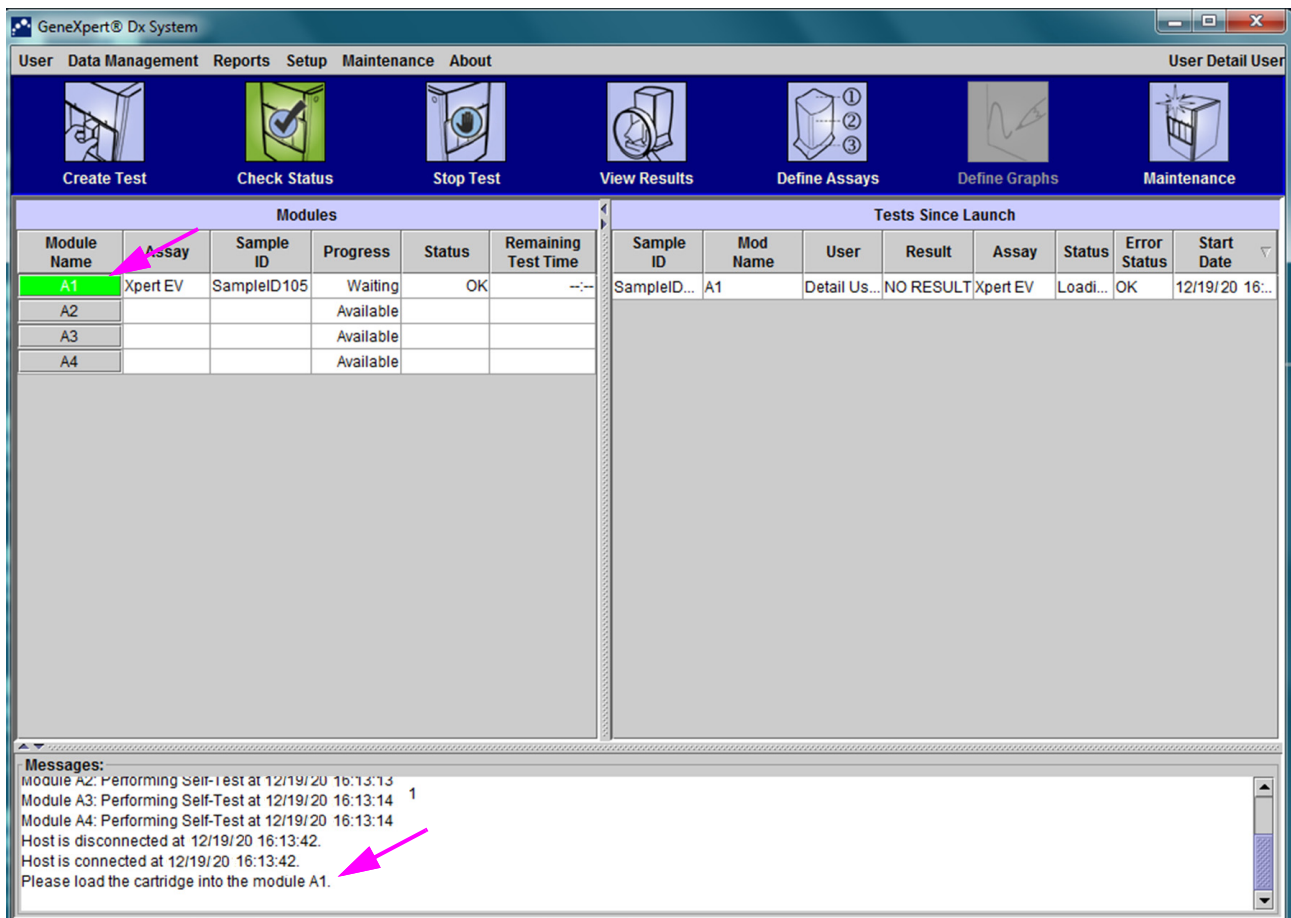 GeneXpert® Dx System
User Data Management Reports Setup Maintenance About User Detail User
① ② ③
Create Test Check Status Stop Test View Results Define Assays Define Graphs Maintenance
Modules Tests Since Launch
Module Name Assay Sample ID Progress Status Remaining Test Time Sample ID Mod Name User Result Assay Status Error Status Start Date
A1 Xpert EV SampleID105 Waiting OK --:-- SampleID... A1 Detail Us... NO RESULT Xpert EV Loadi... OK 12/19/20 16:..
A2 Available
A3 Available
A4 Available
Messages:
Module A2: Performing Self-Test at 12/19/20 16:13:13
Module A3: Performing Self-Test at 12/19/20 16:13:14 1
Module A4: Performing Self-Test at 12/19/20 16:13:14
Host is disconnected at 12/19/20 16:13:42.
Host is connected at 12/19/20 16:13:42.
Please load the cartridge into the module A1.